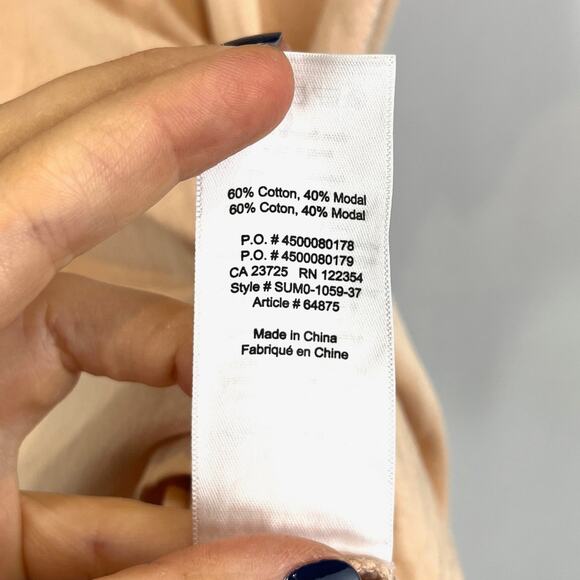 60% Cotton, 40% Modal
60% Coton, 40% Modal
P.O. # 4500080178
P.O. # 4500080179
CA 23725 RN 122354
Style # SUM0-1059-37
Article # 64875
Made in China
Fabriqué en Chine